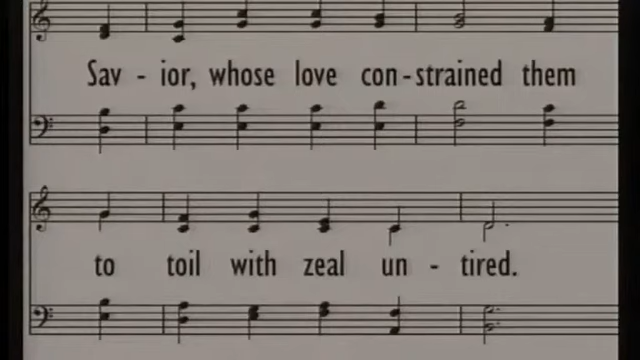 Sav - ior, whose love con - strained them
to toil with zeal un - tired.